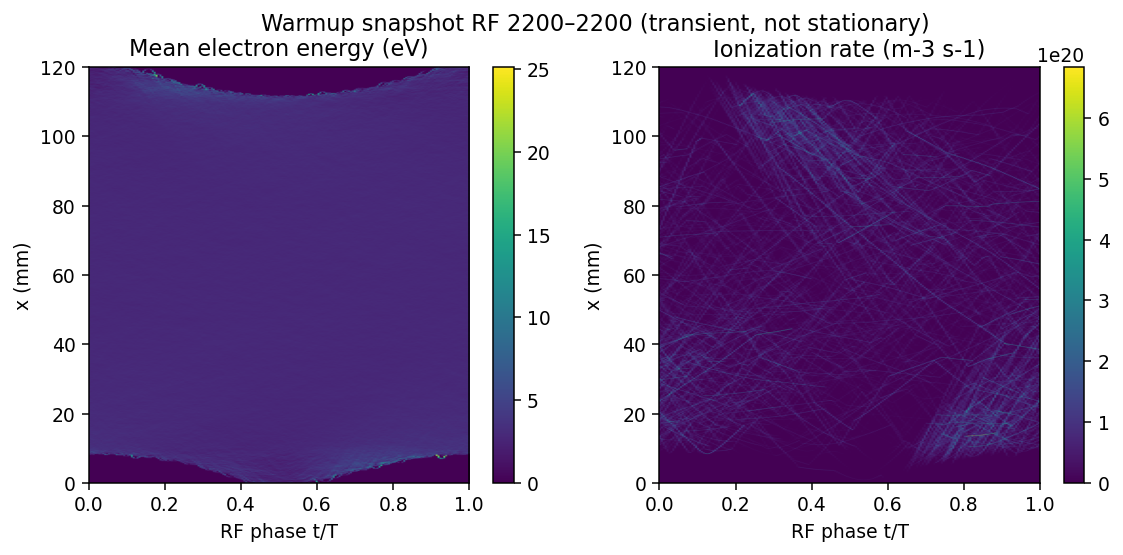 Warmup snapshot RF 2200–2200 (transient, not stationary)
Mean electron energy (eV)
120
100
80
60
40
20
0
x (mm)
0.0 0.2 0.4 0.6 0.8 1.0
RF phase t/T
25
20
15
10
5
0
Ionization rate (m-3 s-1)
1e20
120
100
80
60
40
20
0
x (mm)
0.0 0.2 0.4 0.6 0.8 1.0
RF phase t/T
6
5
4
3
2
1
0